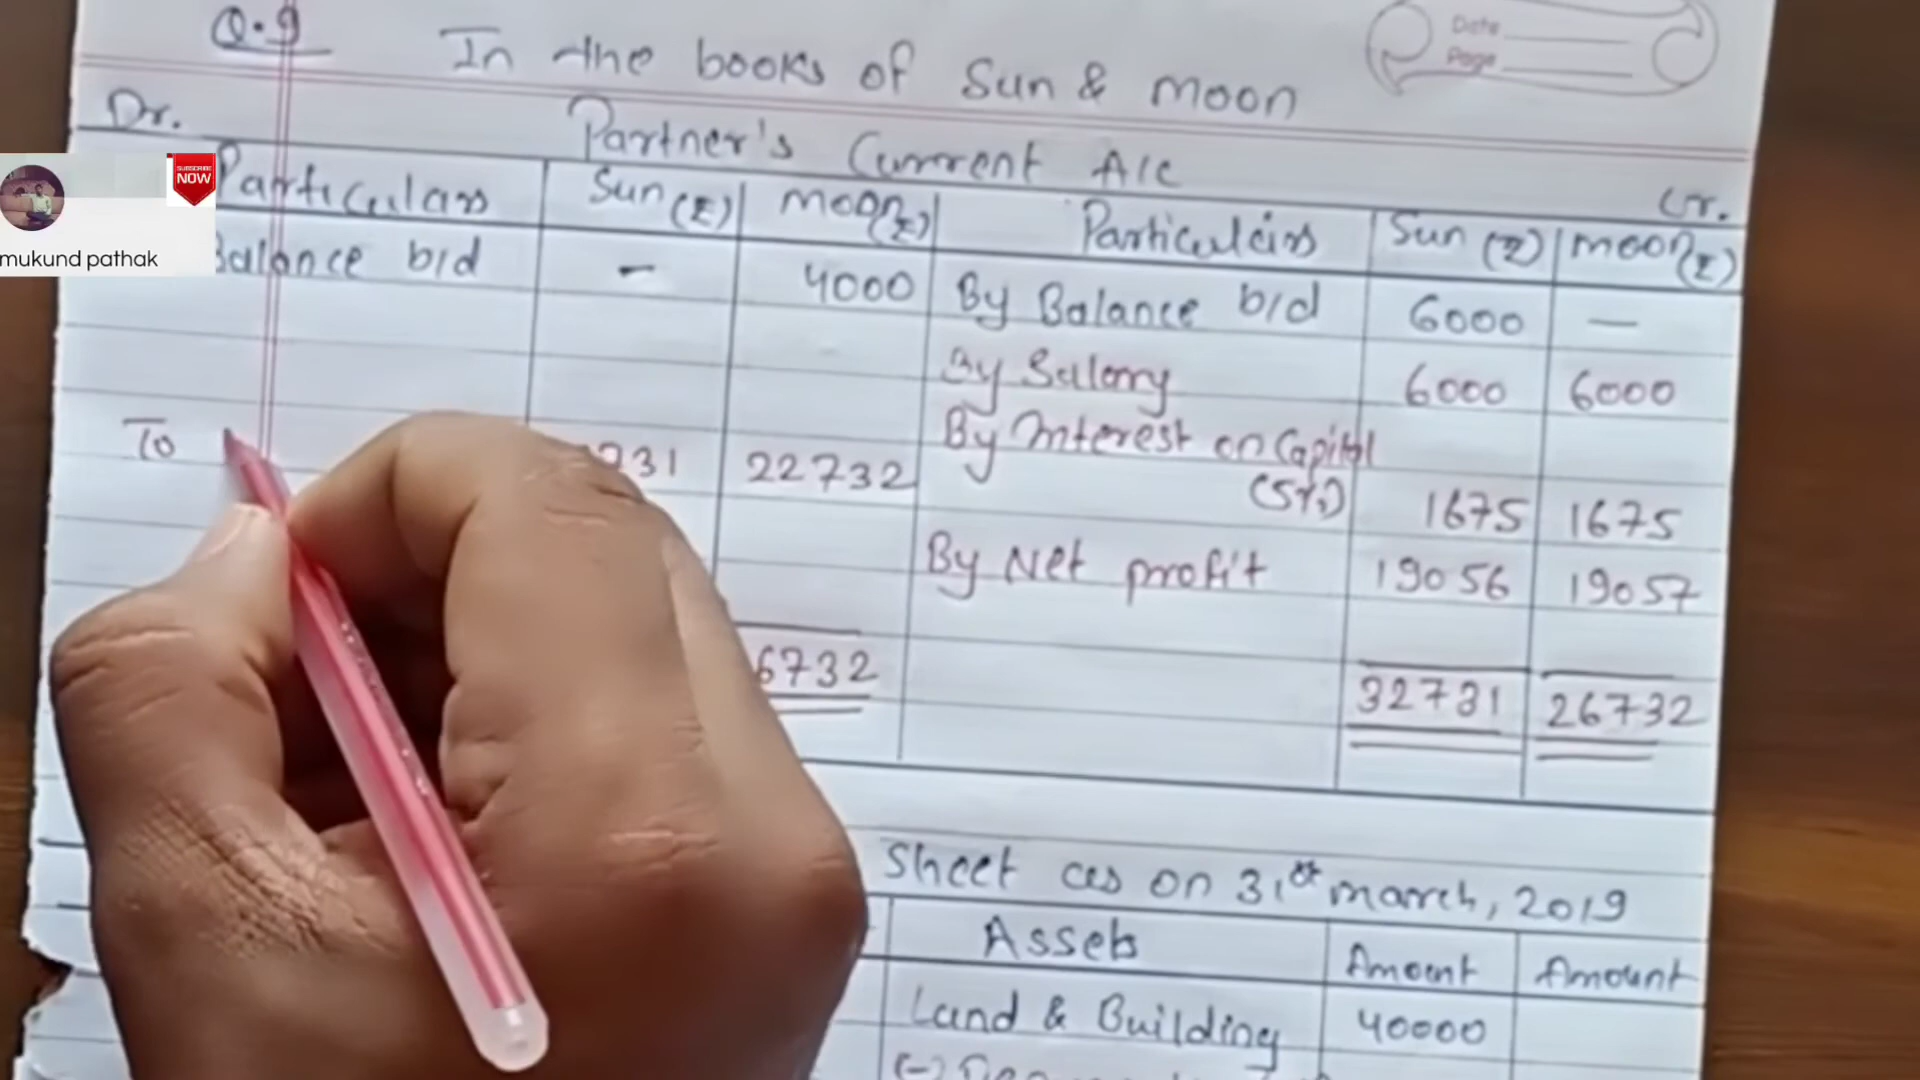 Q.9
In the books of Sun & moon
Date
Page
Dr.
Partner's Current A/c
Cr.
Particulars Sun(₹) moon(₹) Particulars Sun (₹) moon(₹)
Balance b/d - 4000 By Balance b/d 6000 —
By Salary 6000 6000
To 731 22732 By Interest on Capital
(5%) 1675 1675
By Net profit 19056 19057
6732 32731 26732
Sheet as on 31st march, 2019
Assets Amount Amount
Land & Building 40000
SUBSCRIBE
NOW
mukund pathak